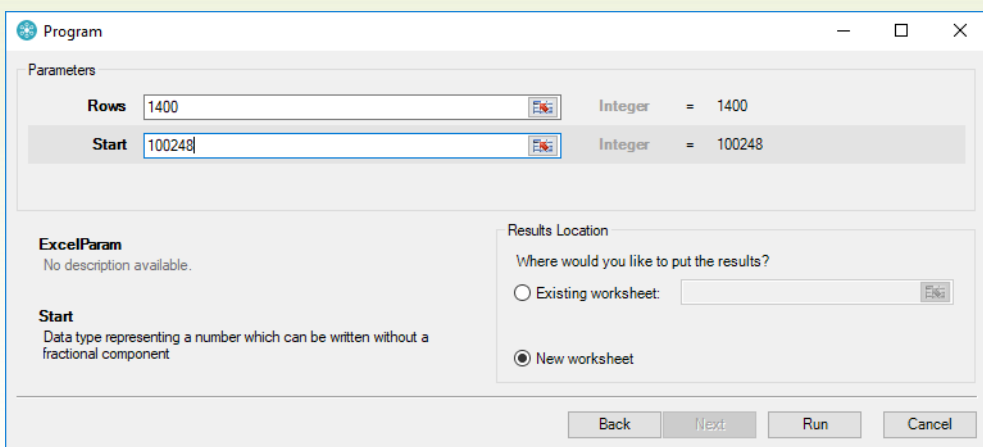 Program
Parameters
Rows 1400 Integer = 1400
Start 100248 Integer = 100248
ExcelParam
No description available.
Start
Data type representing a number which can be written without a
fractional component
Results Location
Where would you like to put the results?
Existing worksheet:
New worksheet
Back Next Run Cancel